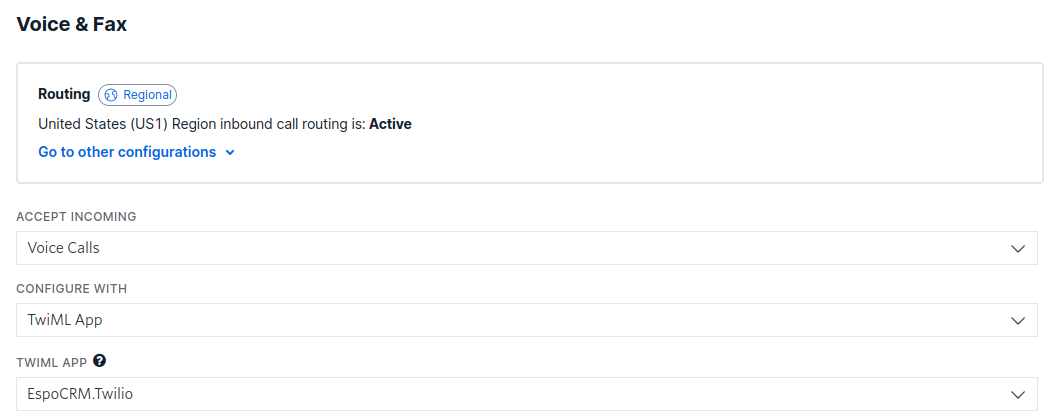 Voice & Fax
Routing Regional
United States (US1) Region inbound call routing is: Active
Go to other configurations
ACCEPT INCOMING
Voice Calls
CONFIGURE WITH
TwiML App
TWIML APP ?
EspoCRM.Twilio